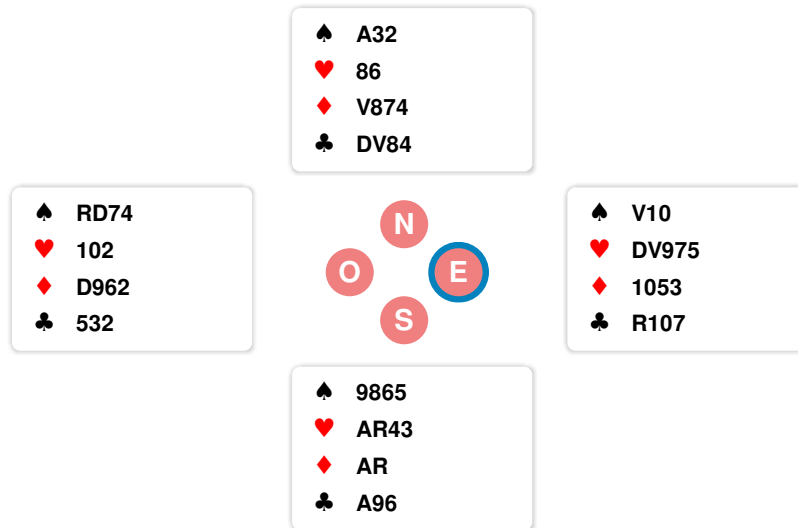 ♠ A32
♥ 86
♦ V874
♣ DV84
♠ RD74
♥ 102
♦ D962
♣ 532
N
O
E
S
♠ V10
♥ DV975
♦ 1053
♣ R107
♠ 9865
♥ AR43
♦ AR
♣ A96